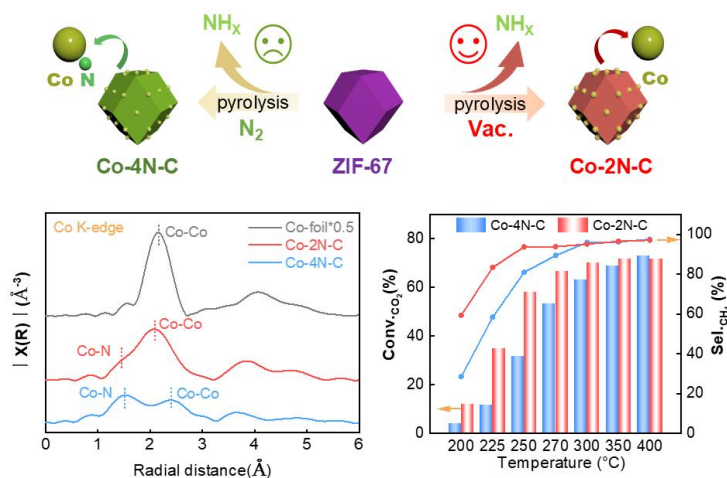 NHX
NHX
Co N
pyrolysis
pyrolysis
Co
N2
Vac.
Co-4N-C
ZIF-67
Co-2N-C
Co K-edge
Co-Co
Co-foil*0.5
Co-2N-C
Co-4N-C
Co-N
Co-Co
Co-N
Co-Co
| X(R) | (Å-3)
0 1 2 3 4 5 6
Radial distance(Å)
Co-4N-C
Co-2N-C
80
60
40
20
0
100
80
60
40
20
0
Conv.CO2(%)
Sel.CH4(%)
200 225 250 270 300 350 400
Temperature (°C)